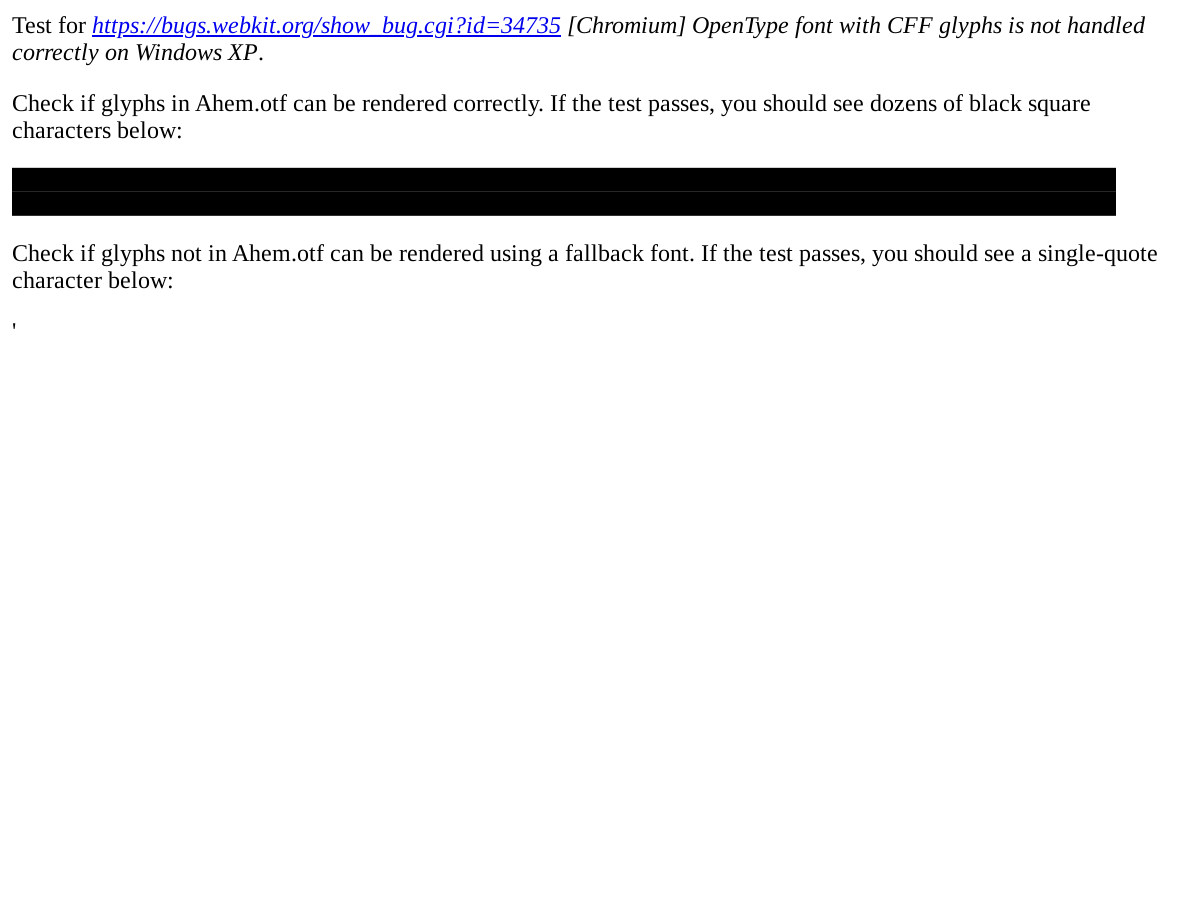 Test for https://bugs.webkit.org/show_bug.cgi?id=34735 [Chromium] OpenType font with CFF glyphs is not handled
correctly on Windows XP.
Check if glyphs in Ahem.otf can be rendered correctly. If the test passes, you should see dozens of black square
characters below:
Check if glyphs not in Ahem.otf can be rendered using a fallback font. If the test passes, you should see a single-quote
character below:
'